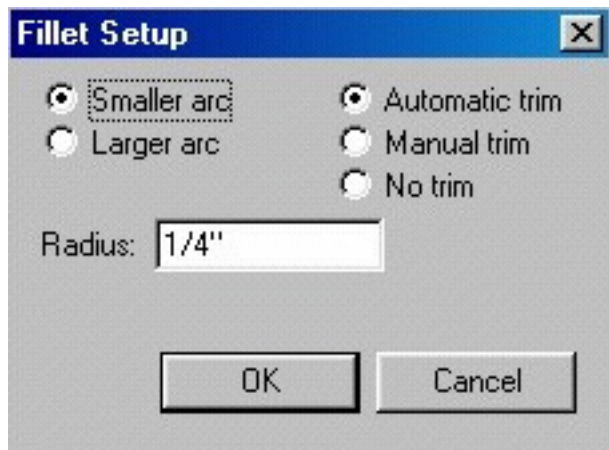 Fillet Setup
Smaller arc
Automatic trim
Larger arc
Manual trim
No trim
Radius: 1/4"
OK
Cancel